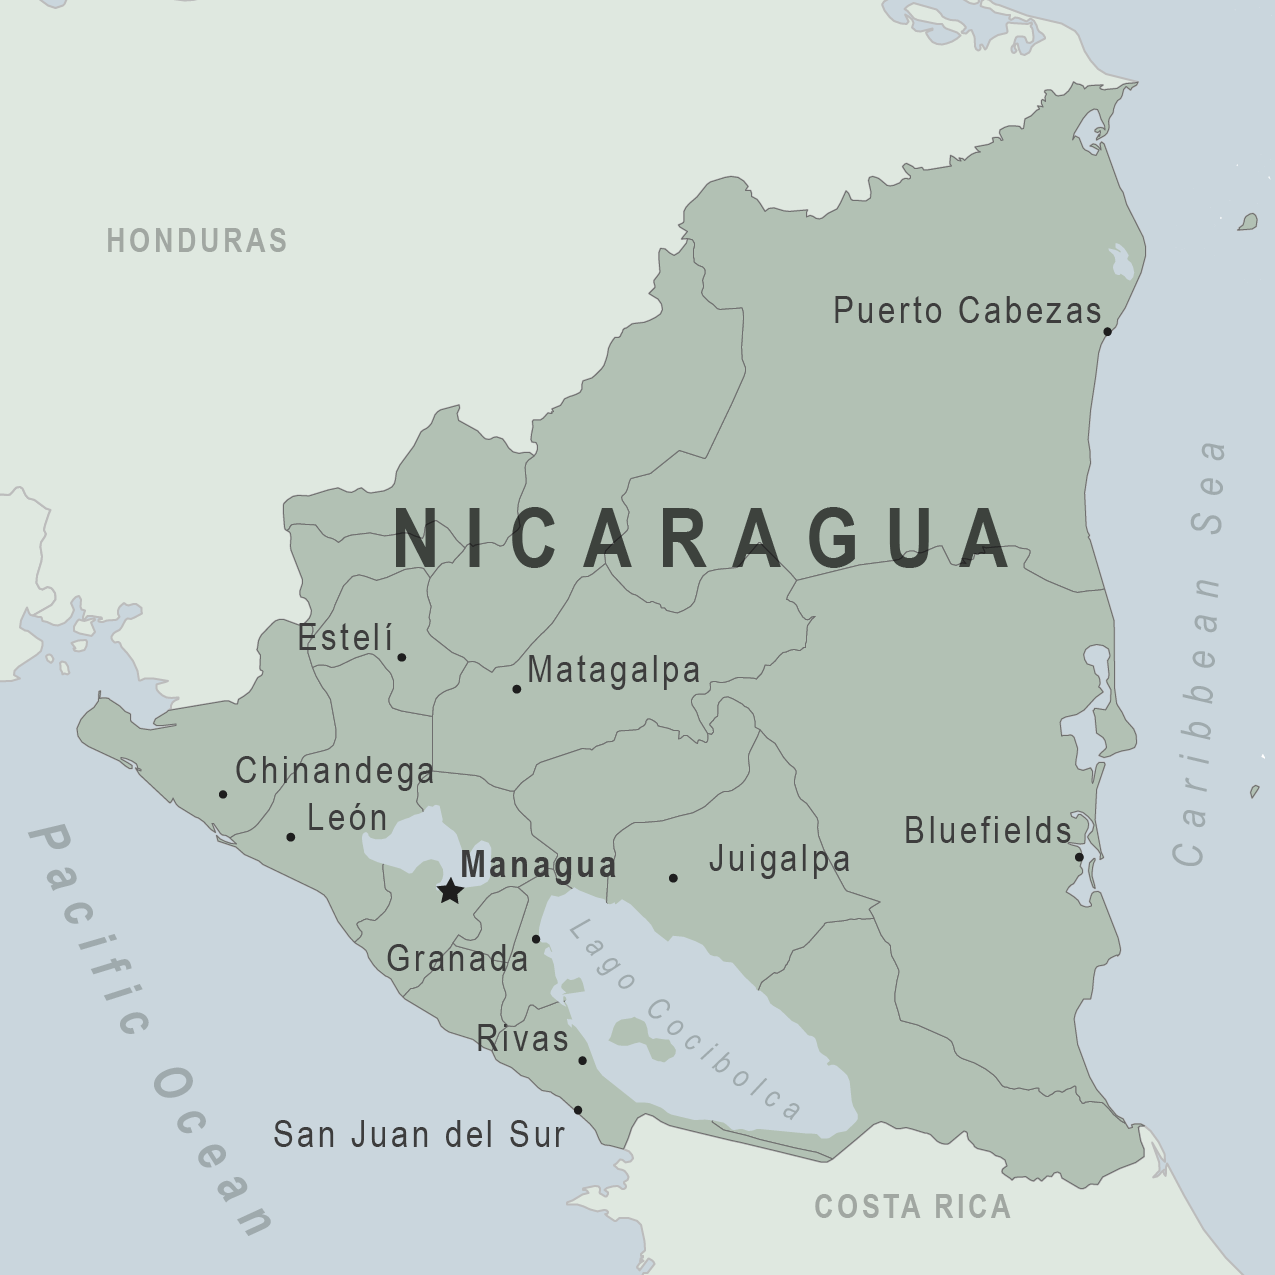 HONDURAS
Puerto Cabezas
Caribbean Sea
NICARAGUA
Estelí
Matagalpa
Chinandega
León
Managua
Juigalpa
Bluefields
Granada
Lago Cocibolca
Pacific Ocean
Rivas
San Juan del Sur
COSTA RICA